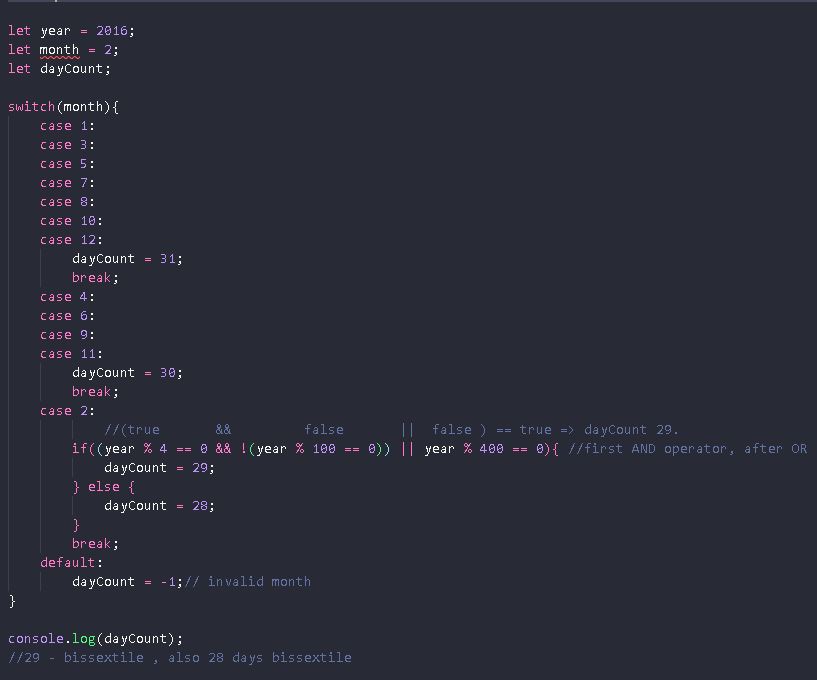 let year = 2016;
let month = 2;
let dayCount;
switch(month){
case 1:
case 3:
case 5:
case 7:
case 8:
case 10:
case 12:
dayCount = 31;
break;
case 4:
case 6:
case 9:
case 11:
dayCount = 30;
break;
case 2:
//(true && false || false ) == true => dayCount 29.
if((year % 4 == 0 && !(year % 100 == 0)) || year % 400 == 0){ //first AND operator, after OR
dayCount = 29;
} else {
dayCount = 28;
}
break;
default:
dayCount = -1;// invalid month
}
console.log(dayCount);
//29 - bissextile , also 28 days bissextile